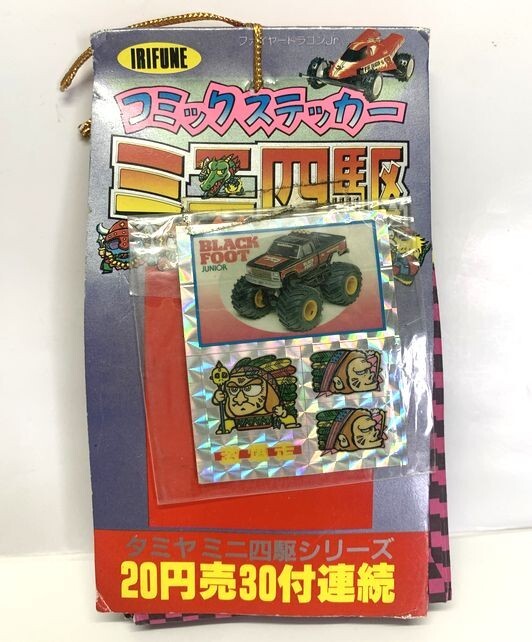 IRIFUNE
ファイヤードラゴンJr.
コミックステッカー
ミニ四駆
BLACK
FOOT
JUNIOR
タミヤ ミニ四駆シリーズ
20円売30付連続